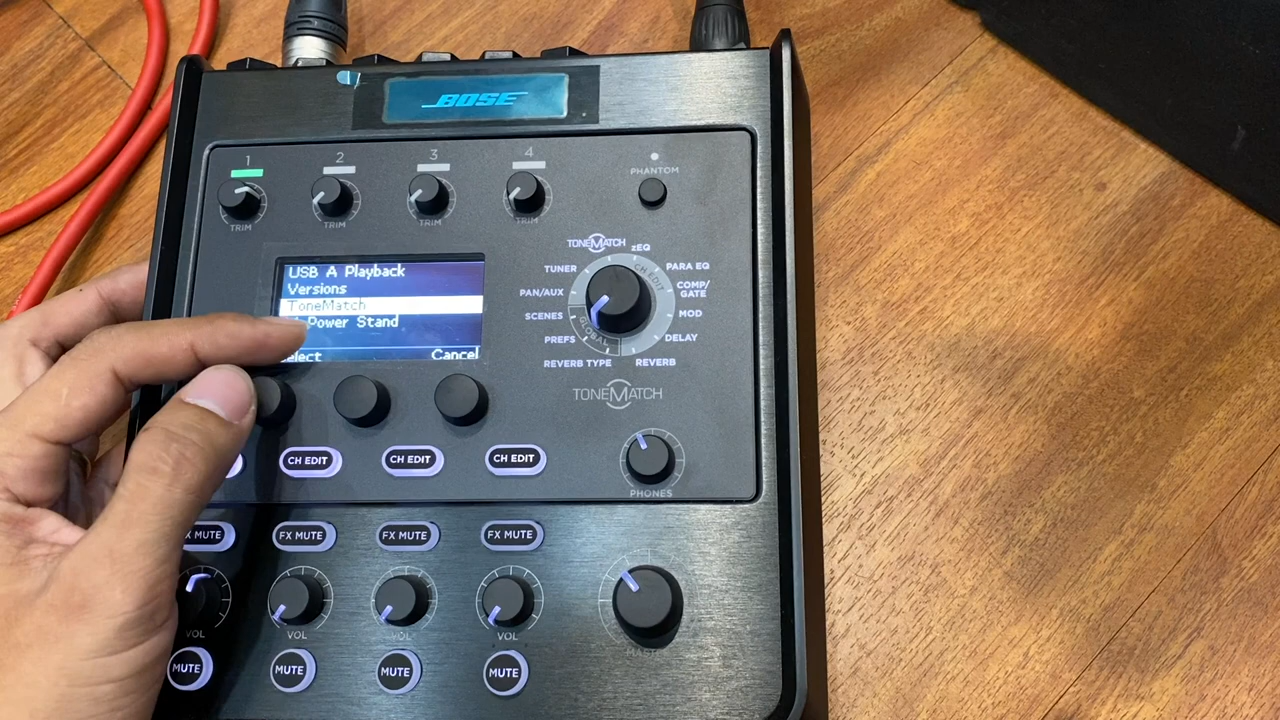 BOSE
1 2 3 4
TRIM TRIM TRIM TRIM
PHANTOM
USB A Playback
Versions
ToneMatch
Power Stand
elect Cancel
TONEMATCH
zEQ
TUNER
PARA EQ
CH EDIT
PAN/AUX
COMP/
GATE
SCENES
MOD
GLOBAL
PREFS
DELAY
REVERB TYPE
REVERB
TONEMATCH
CH EDIT CH EDIT CH EDIT
PHONES
X MUTE FX MUTE FX MUTE FX MUTE
VOL VOL VOL VOL
MUTE MUTE MUTE MUTE